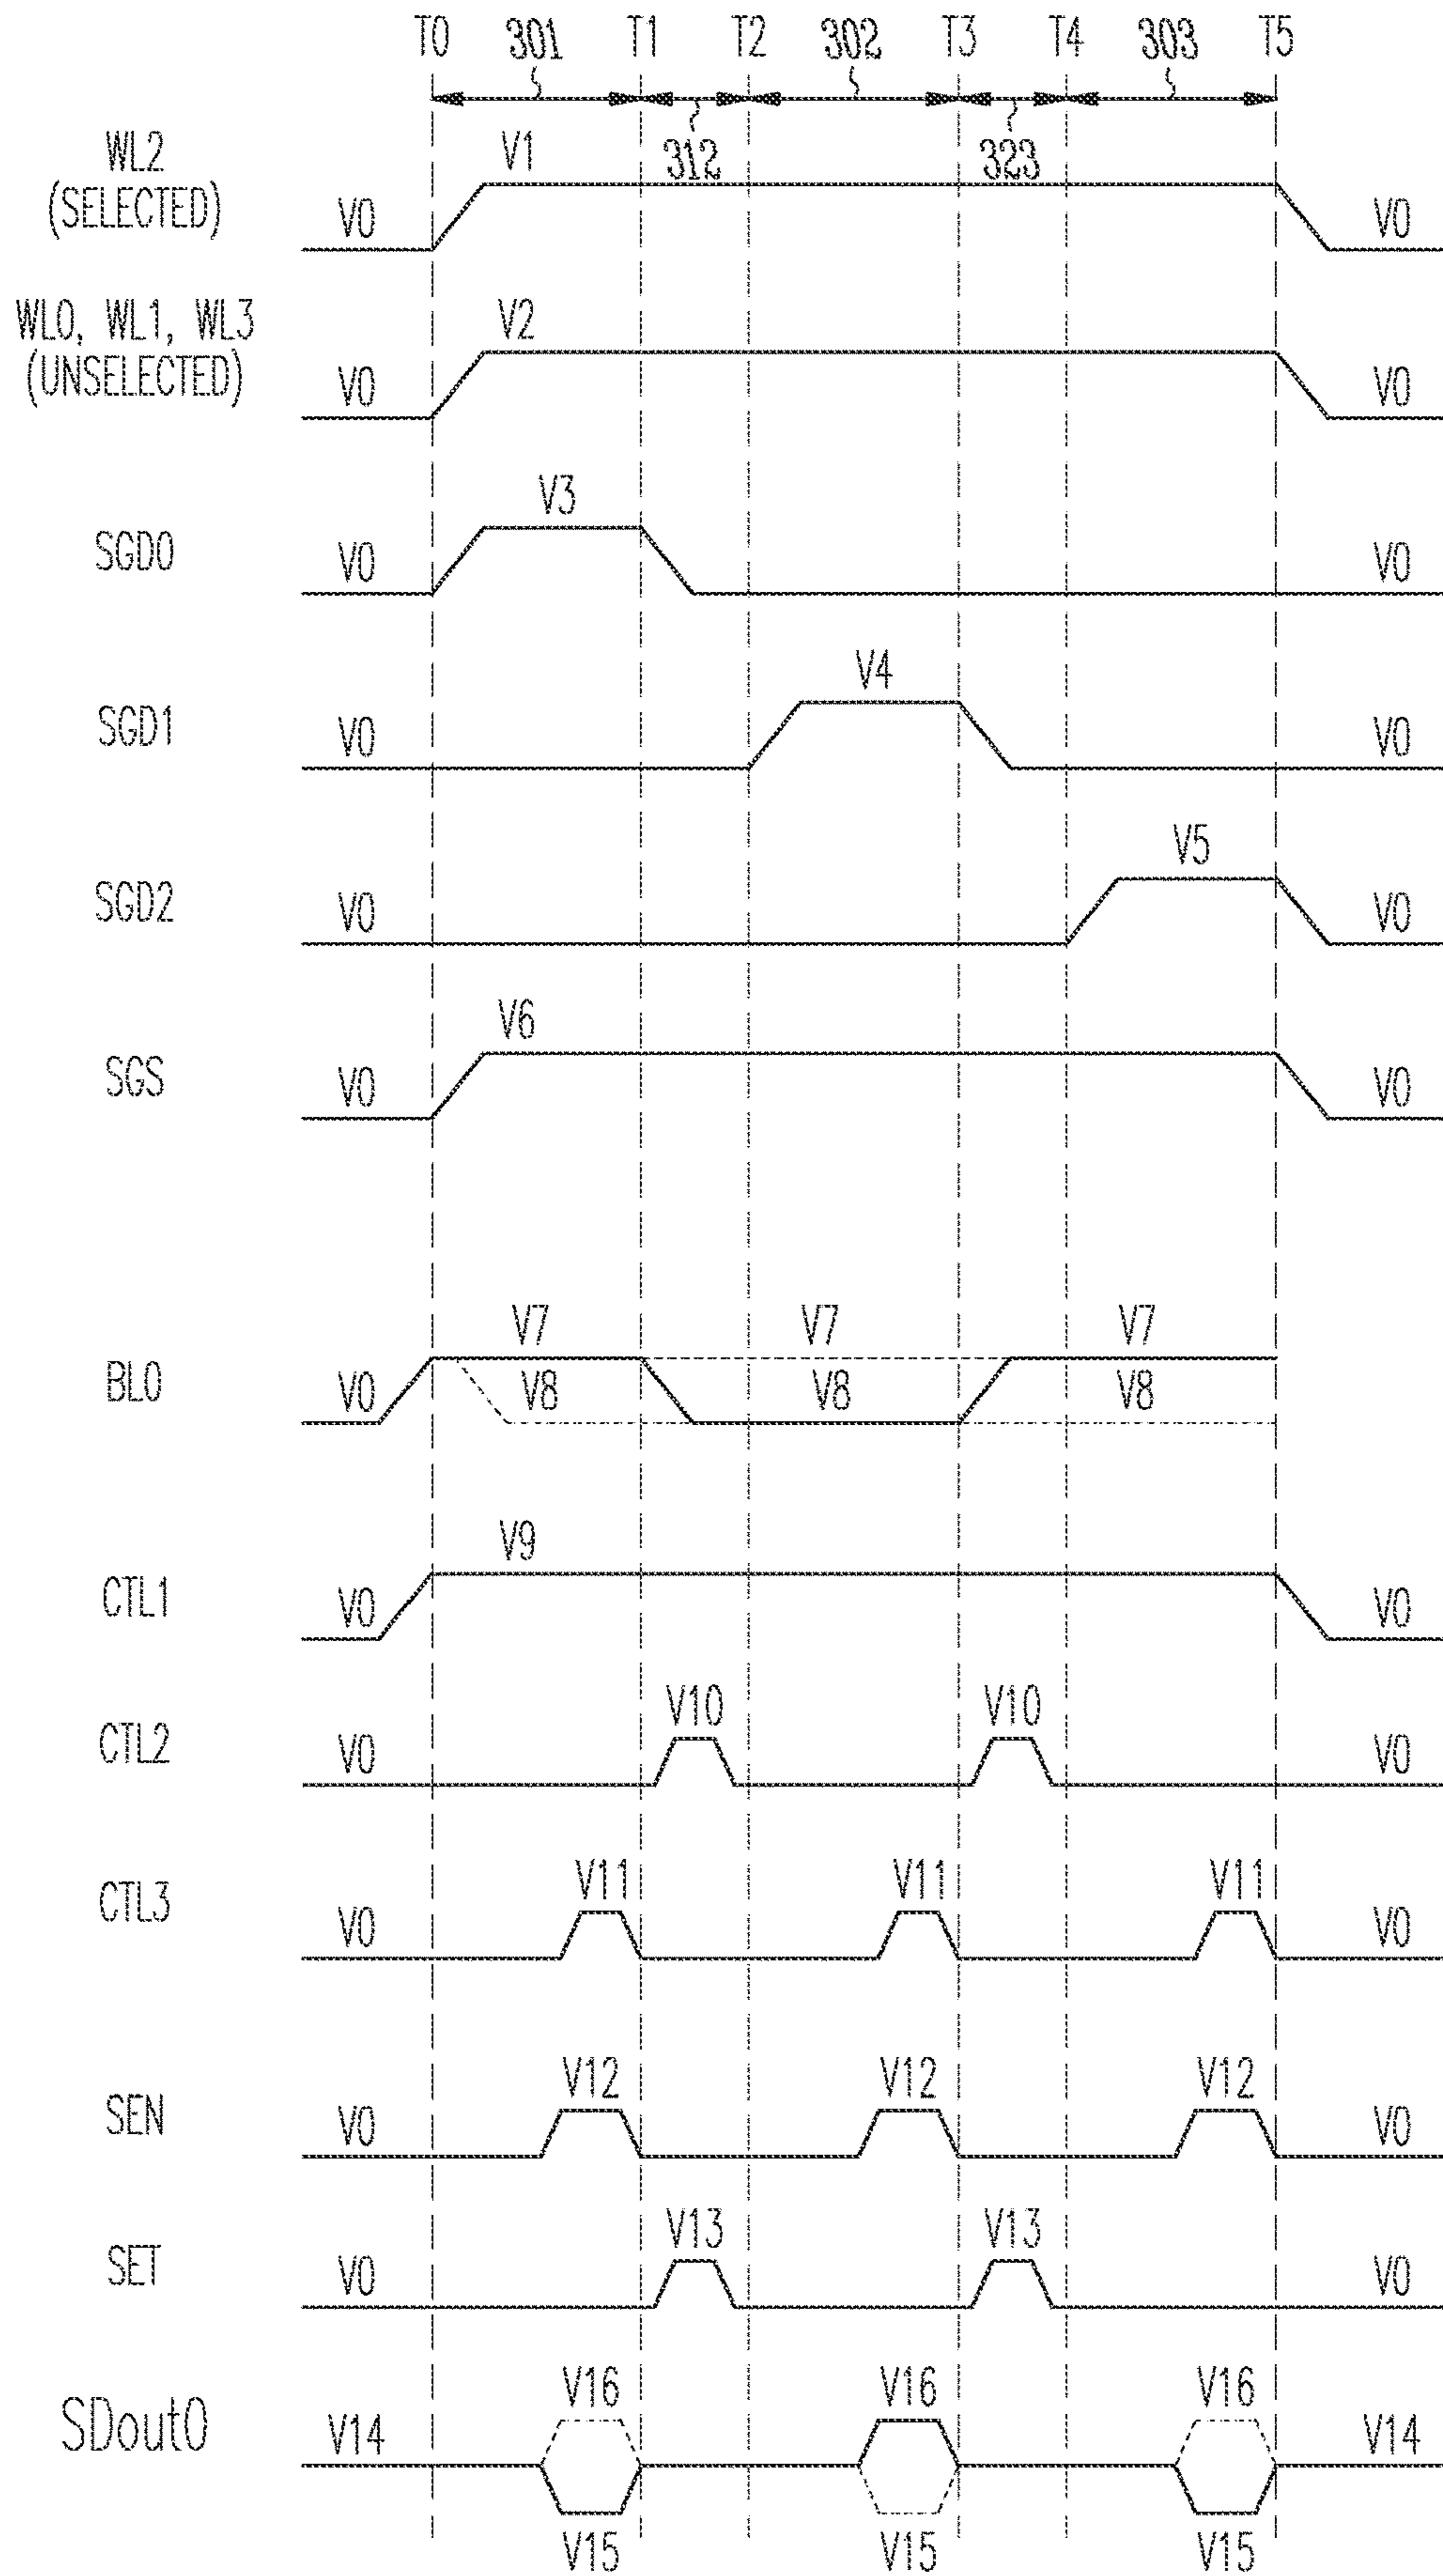 T0 301 T1 T2 302 T3 T4 303 T5
312 323
WL2
(SELECTED)
V0 V1 V0
WL0, WL1, WL3
(UNSELECTED)
V0 V2 V0
SGD0 V0 V3 V0
SGD1 V0 V4 V0
SGD2 V0 V5 V0
SGS V0 V6 V0
V7 V7 V7
BL0 V0 V8 V8 V8
V9
CTL1 V0 V0
V10 V10
CTL2 V0 V0
V11 V11 V11
CTL3 V0 V0
V12 V12 V12
SEN V0 V0
V13 V13
SET V0 V0
V16 V16 V16
SDout0 V14 V14
V15 V15 V15